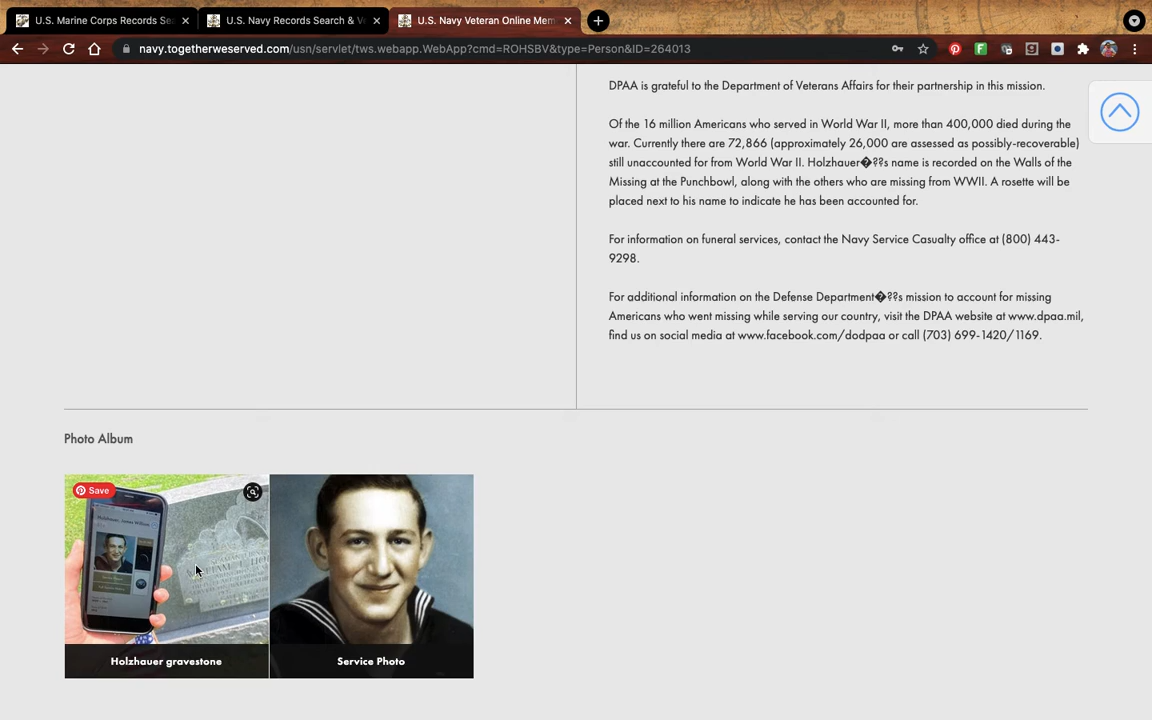 U.S. Marine Corps Records Sea
U.S. Navy Records Search & V
U.S. Navy Veteran Online Mem
navy.togetherweserved.com/usn/servlet/tws.webapp.WebApp?cmd=ROHSBV&type=Person&ID=264013
DPAA is grateful to the Department of Veterans Affairs for their partnership in this mission.
Of the 16 million Americans who served in World War II, more than 400,000 died during the
war. Currently there are 72,866 (approximately 26,000 are assessed as possibly-recoverable)
still unaccounted for from World War II. Holzhauer�??s name is recorded on the Walls of the
Missing at the Punchbowl, along with the others who are missing from WWII. A rosette will be
placed next to his name to indicate he has been accounted for.
For information on funeral services, contact the Navy Service Casualty office at (800) 443-
9298.
For additional information on the Defense Department�??s mission to account for missing
Americans who went missing while serving our country, visit the DPAA website at www.dpaa.mil,
find us on social media at www.facebook.com/dodpaa or call (703) 699-1420/1169.
Photo Album
Save
Holzhauer gravestone
Service Photo